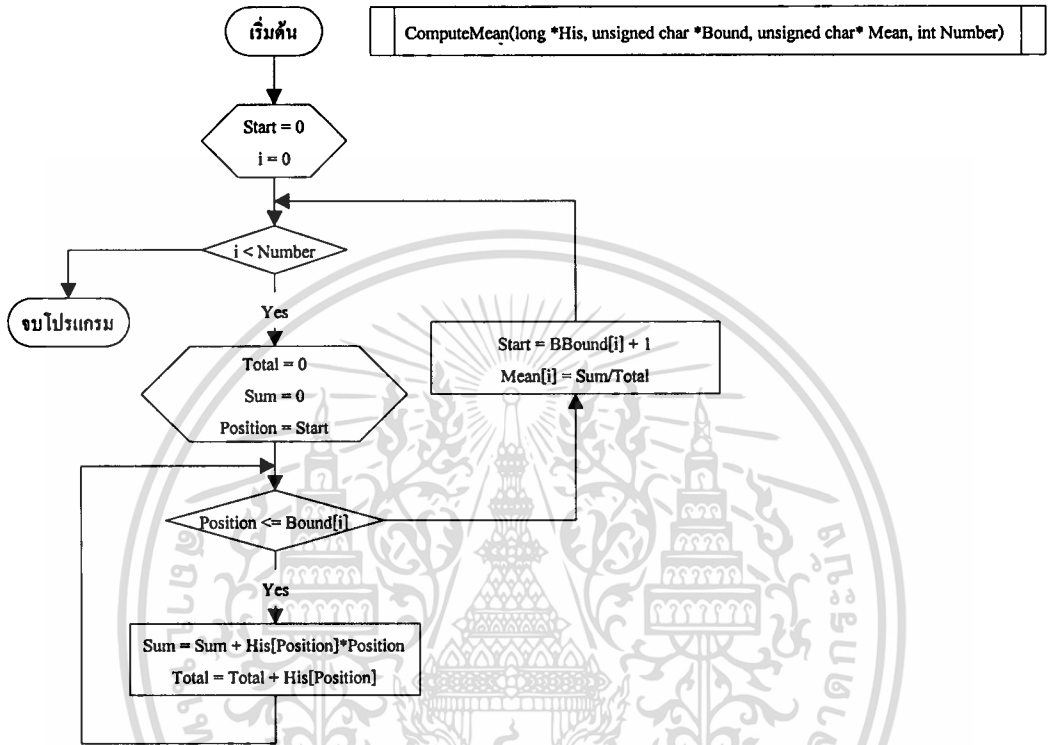 เริ่มต้น
ComputeMean(long *His, unsigned char *Bound, unsigned char* Mean, int Number)
Start = 0
i = 0
i < Number
จบโปรแกรม
Yes
Total = 0
Sum = 0
Position = Start
Start = BBound[i] + 1
Mean[i] = Sum/Total
Position <= Bound[i]
Yes
Sum = Sum + His[Position]*Position
Total = Total + His[Position]